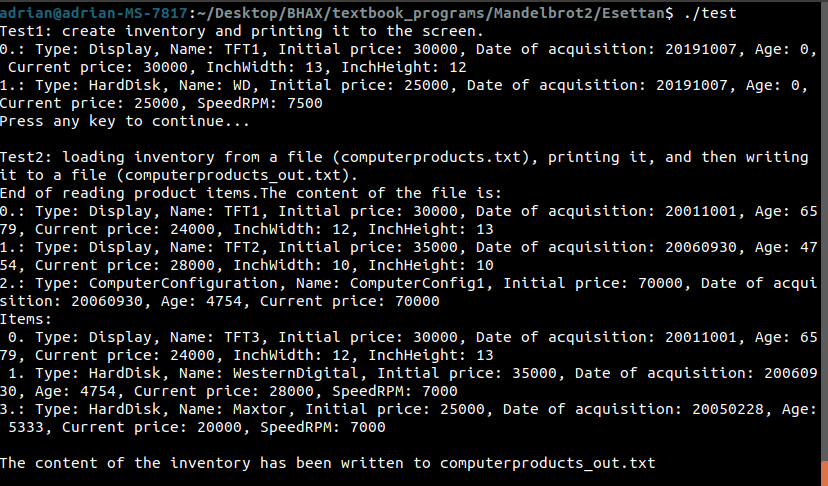 adrian@adrian-MS-7817:~/Desktop/BHAX/textbook_programs/Mandelbrot2/Esettan$ ./test
Test1: create inventory and printing it to the screen.
0.: Type: Display, Name: TFT1, Initial price: 30000, Date of acquisition: 20191007, Age: 0,
 Current price: 30000, InchWidth: 13, InchHeight: 12
1.: Type: HardDisk, Name: WD, Initial price: 25000, Date of acquisition: 20191007, Age: 0,
Current price: 25000, SpeedRPM: 7500
Press any key to continue...

Test2: loading inventory from a file (computerproducts.txt), printing it, and then writing
it to a file (computerproducts_out.txt).
End of reading product items.The content of the file is:
0.: Type: Display, Name: TFT1, Initial price: 30000, Date of acquisition: 20011001, Age: 65
79, Current price: 24000, InchWidth: 12, InchHeight: 13
1.: Type: Display, Name: TFT2, Initial price: 35000, Date of acquisition: 20060930, Age: 47
54, Current price: 28000, InchWidth: 10, InchHeight: 10
2.: Type: ComputerConfiguration, Name: ComputerConfig1, Initial price: 70000, Date of acqui
sition: 20060930, Age: 4754, Current price: 70000
Items:
 0. Type: Display, Name: TFT3, Initial price: 30000, Date of acquisition: 20011001, Age: 65
79, Current price: 24000, InchWidth: 12, InchHeight: 13
 1. Type: HardDisk, Name: WesternDigital, Initial price: 35000, Date of acquisition: 200609
30, Age: 4754, Current price: 28000, SpeedRPM: 7000
3.: Type: HardDisk, Name: Maxtor, Initial price: 25000, Date of acquisition: 20050228, Age:
 5333, Current price: 20000, SpeedRPM: 7000

The content of the inventory has been written to computerproducts_out.txt